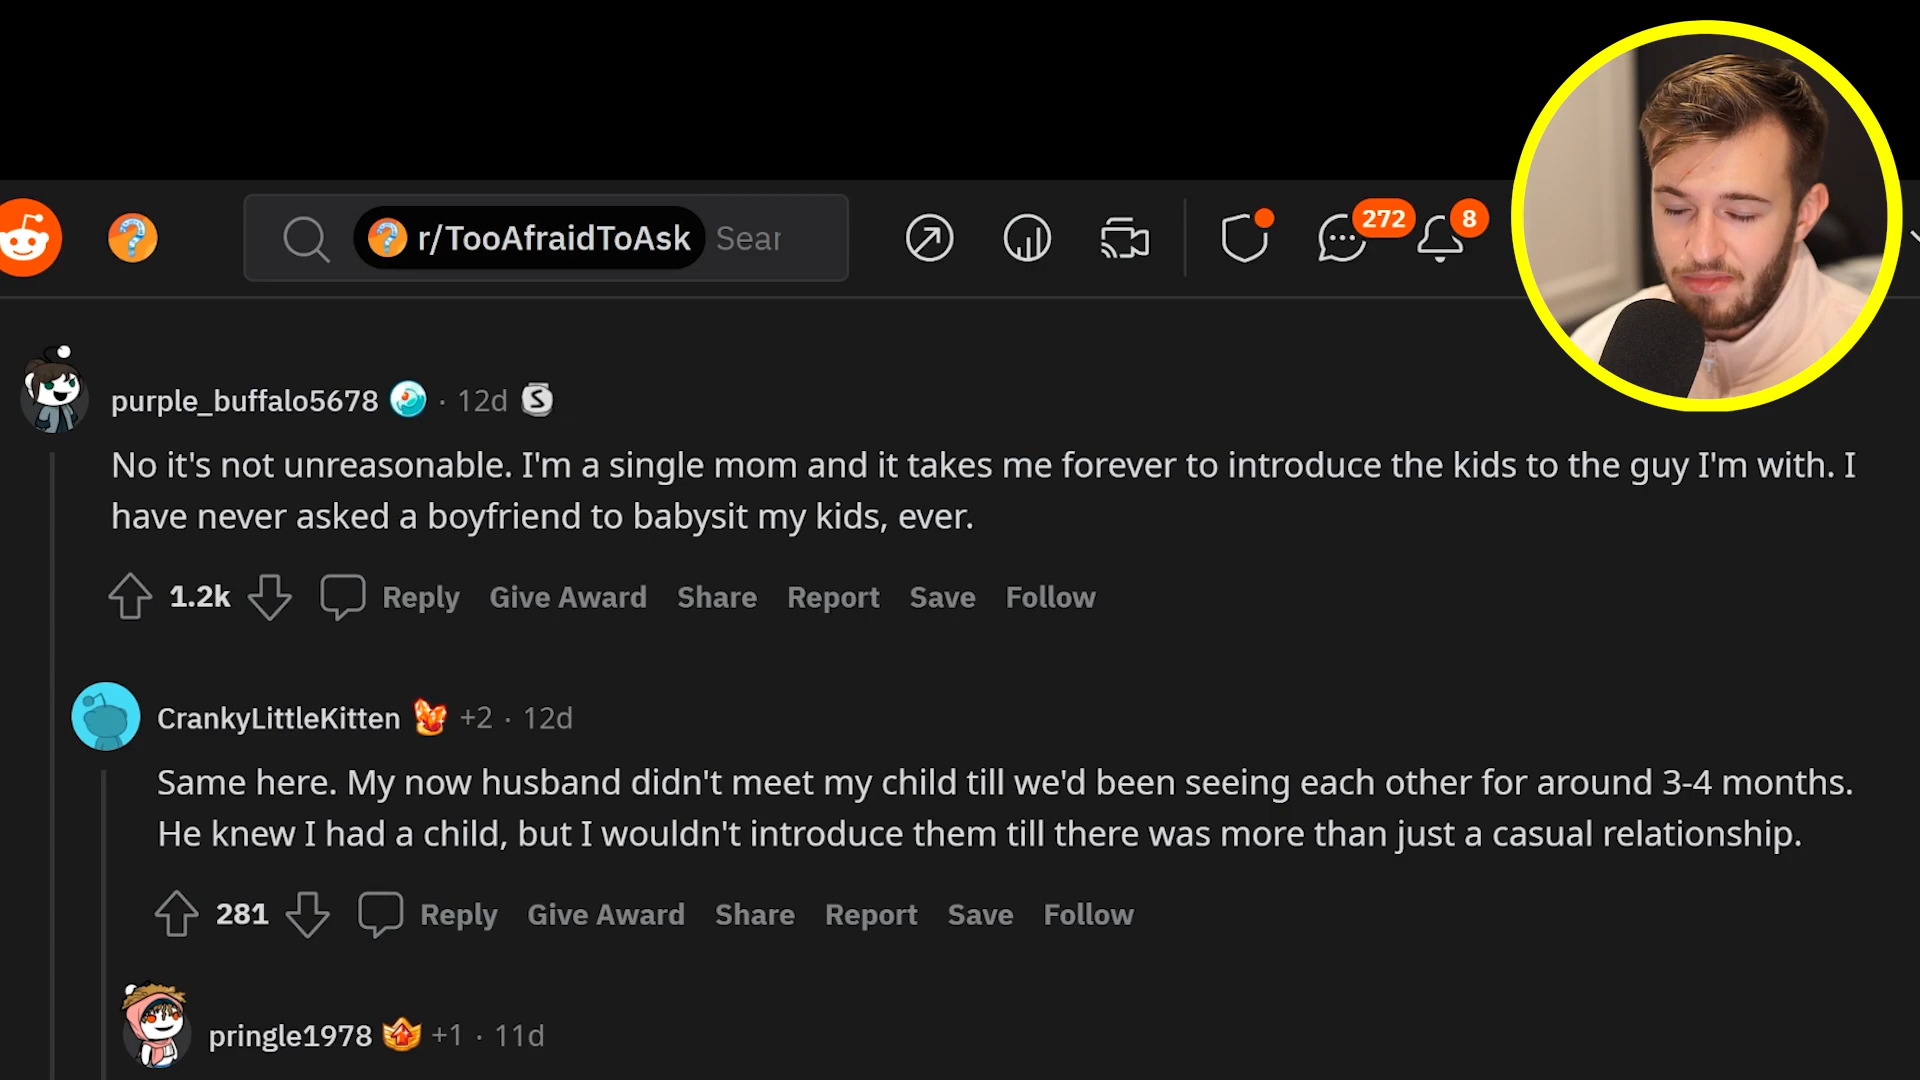 r/TooAfraidToAsk Sear
272
8
purple_buffalo5678 · 12d S
No it's not unreasonable. I'm a single mom and it takes me forever to introduce the kids to the guy I'm with. I
have never asked a boyfriend to babysit my kids, ever.
1.2k Reply Give Award Share Report Save Follow
CrankyLittleKitten +2 · 12d
Same here. My now husband didn't meet my child till we'd been seeing each other for around 3-4 months.
He knew I had a child, but I wouldn't introduce them till there was more than just a casual relationship.
281 Reply Give Award Share Report Save Follow
pringle1978 +1 · 11d